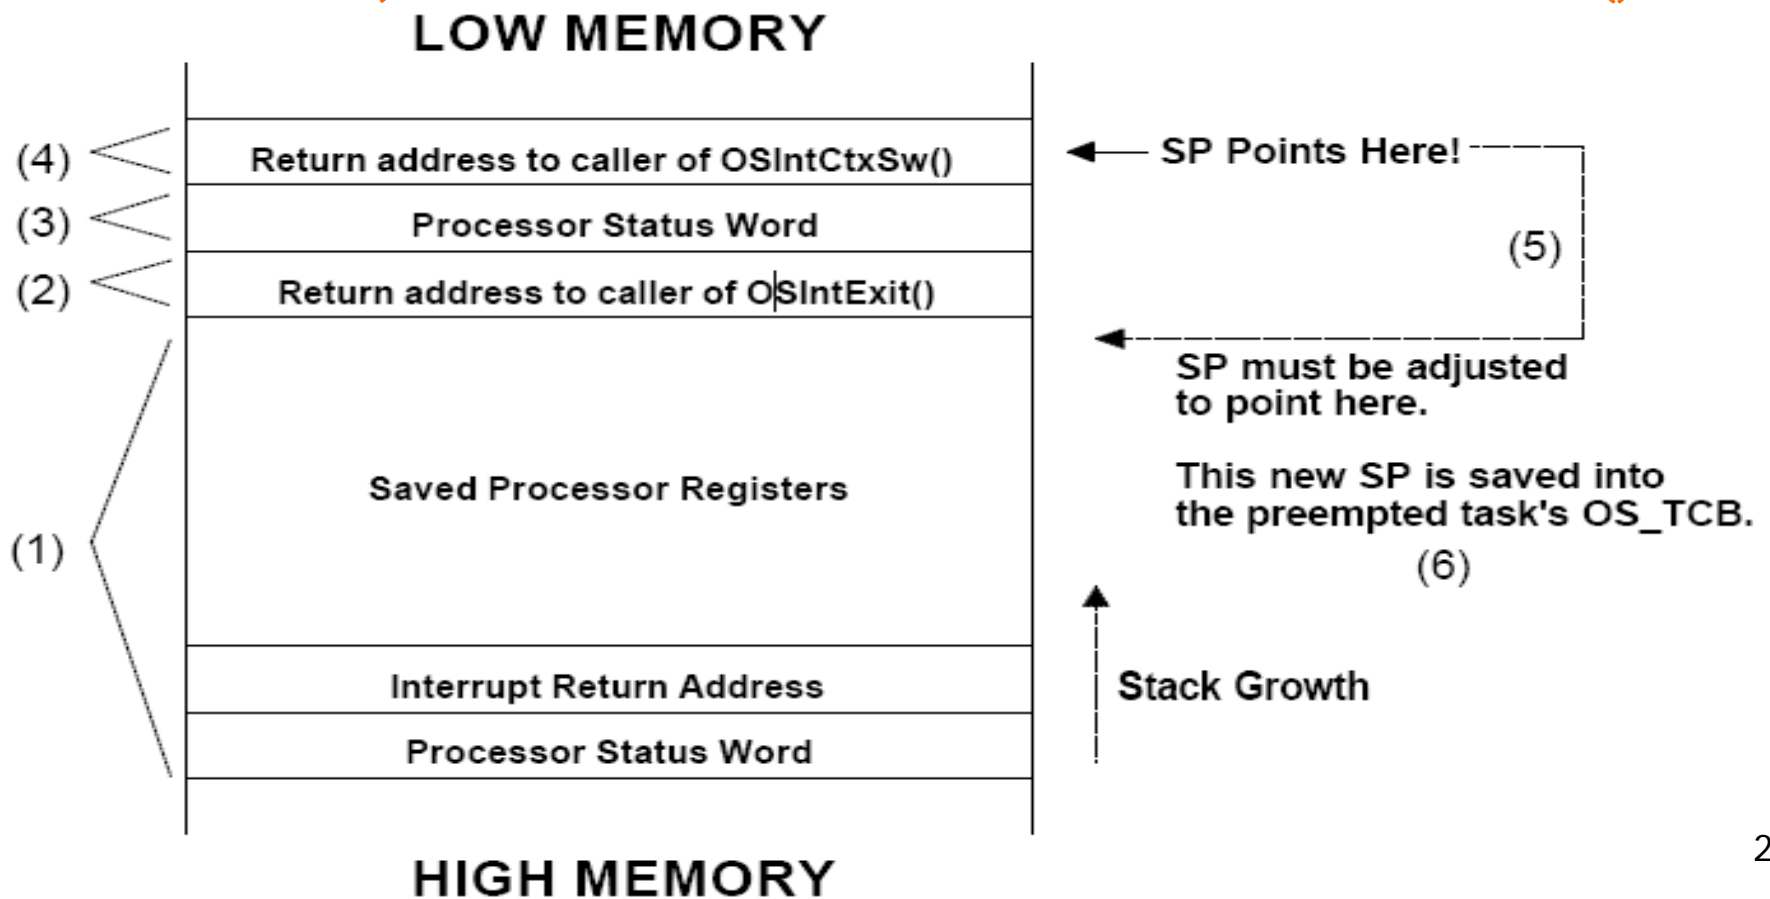 LOW MEMORY
(4)
Return address to caller of OSIntCtxSw()
SP Points Here!
(3)
Processor Status Word
(5)
(2)
Return address to caller of OSIntExit()
SP must be adjusted
to point here.
Saved Processor Registers
This new SP is saved into
the preempted task's OS_TCB.
(1)
(6)
Interrupt Return Address
Stack Growth
Processor Status Word
2
HIGH MEMORY